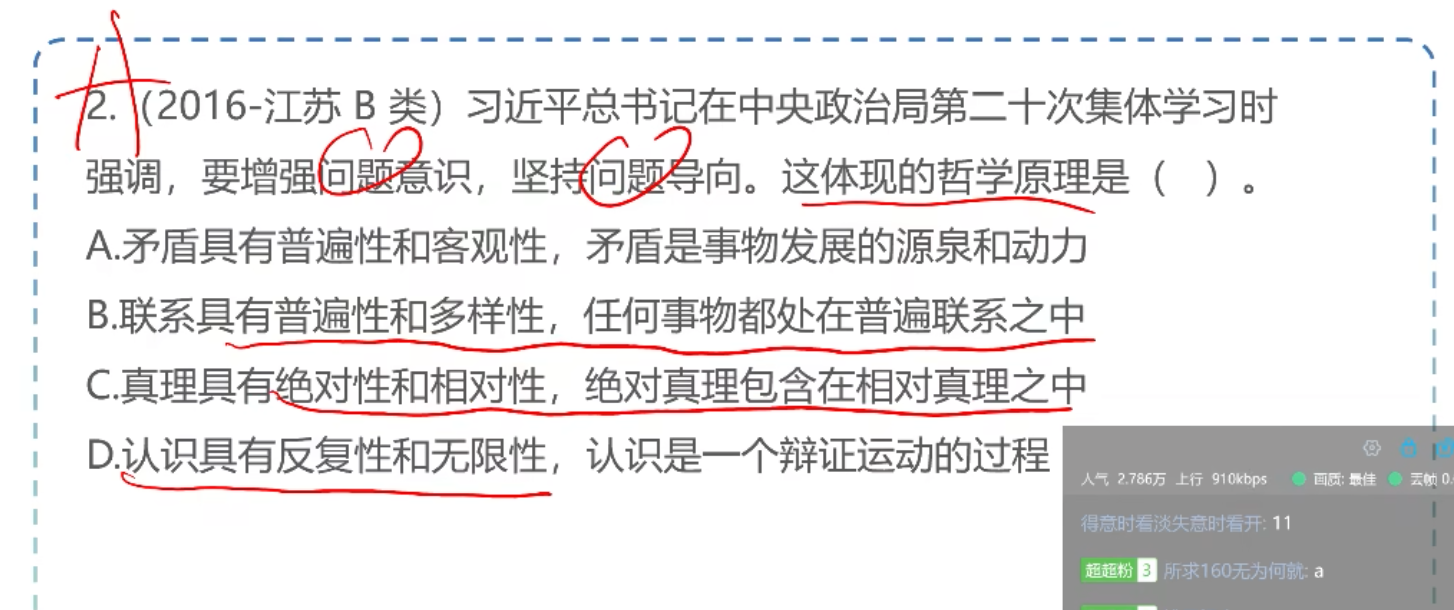 A
2.（2016-江苏 B 类）习近平总书记在中央政治局第二十次集体学习时
强调，要增强问题意识，坚持问题导向。这体现的哲学原理是（ ）。
A.矛盾具有普遍性和客观性，矛盾是事物发展的源泉和动力
B.联系具有普遍性和多样性，任何事物都处在普遍联系之中
C.真理具有绝对性和相对性，绝对真理包含在相对真理之中
D.认识具有反复性和无限性，认识是一个辩证运动的过程
人气 2.786万 上行 910kbps 画质: 最佳 丢帧 0.
得意时看淡失意时看开: 11
超超粉 3 所求160无为何就: a